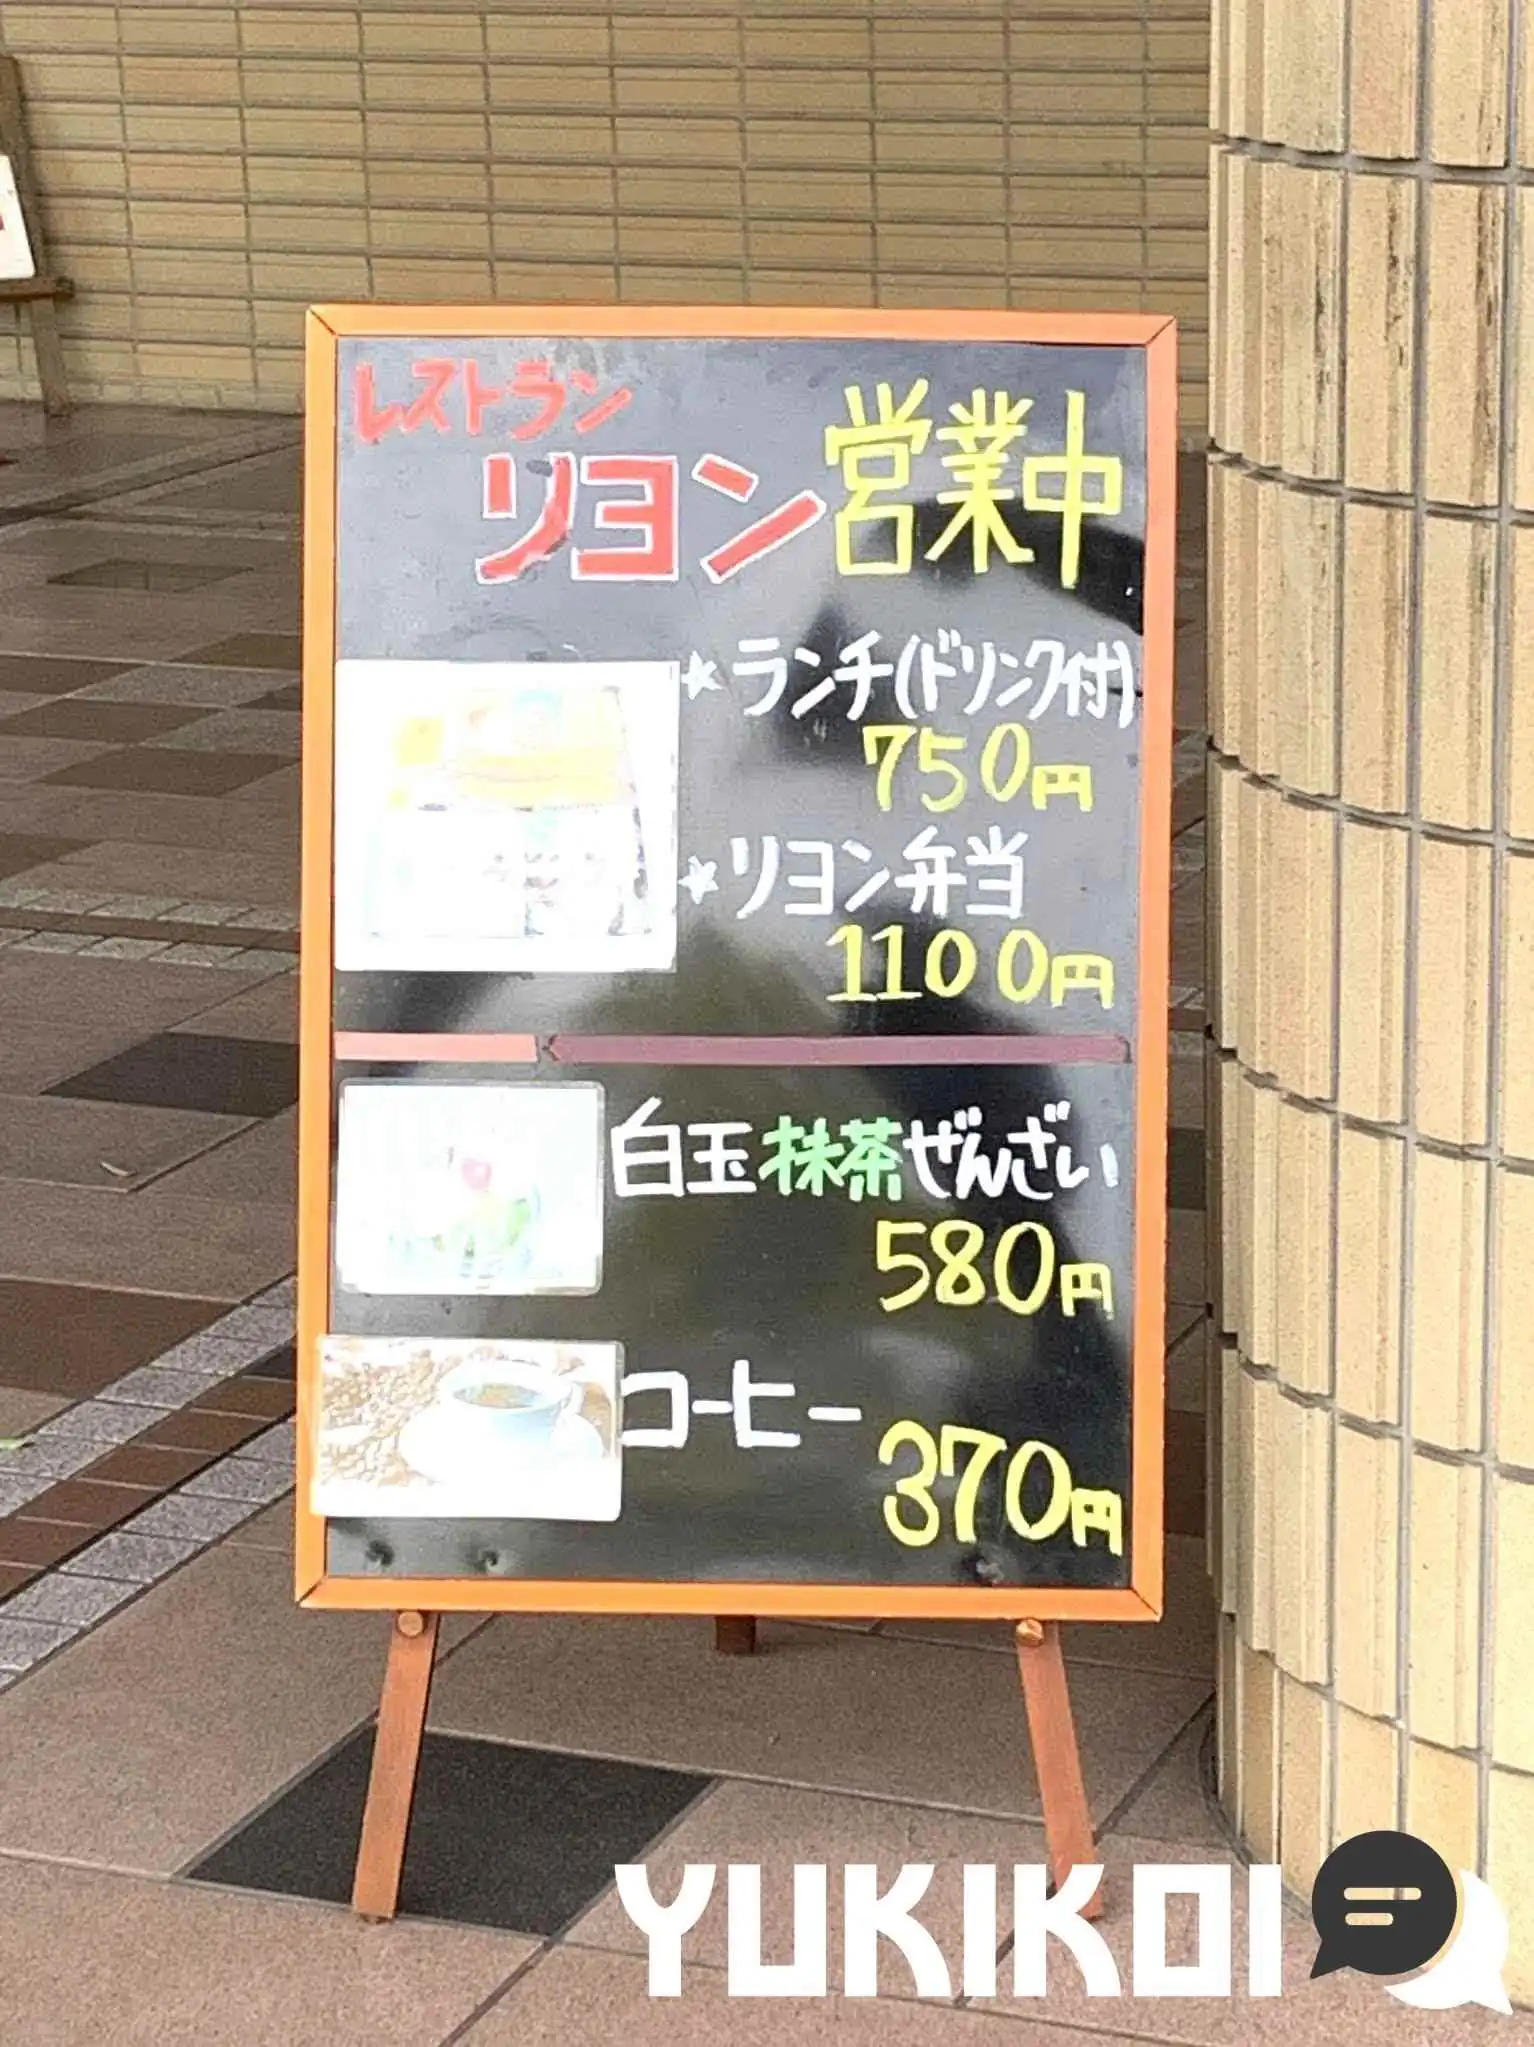 レストラン
リヨン営業中
★ランチ(ドリンク付)
750円
★リヨン弁当
1100円
白玉抹茶ぜんざい
580円
コーヒー
370円
YUKIKOI